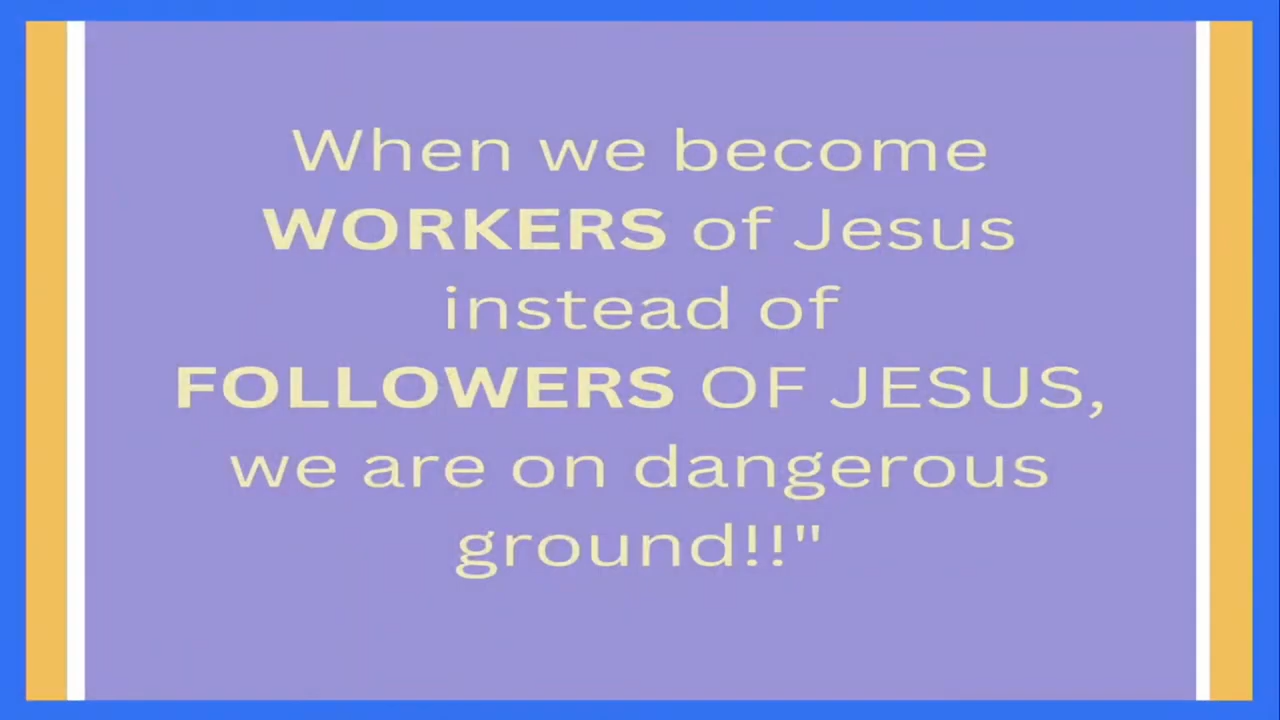 When we become
WORKERS of Jesus
instead of
FOLLOWERS OF JESUS,
we are on dangerous
ground!!"